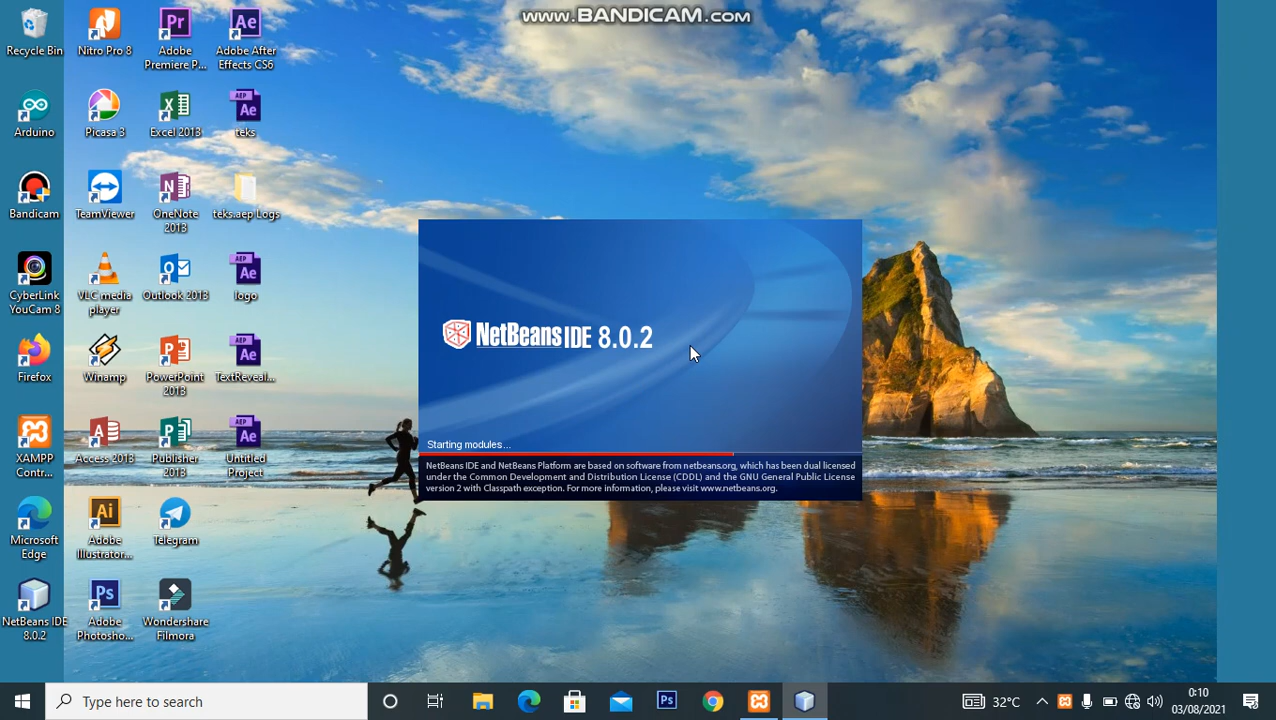 www.BANDICAM.com
Recycle Bin
Nitro Pro 8
Adobe
Premiere P...
Adobe After
Effects CS6
Arduino
Picasa 3
Excel 2013
teks
Bandicam
TeamViewer
OneNote
2013
teks.aep Logs
CyberLink
YouCam 8
VLC media
player
Outlook 2013
logo
Firefox
Winamp
PowerPoint
2013
TextReveal...
XAMPP
Contr...
Access 2013
Publisher
2013
Untitled
Project
Microsoft
Edge
Adobe
Illustrator...
Telegram
NetBeans IDE
8.0.2
Adobe
Photosho...
Wondershare
Filmora
NetBeans IDE 8.0.2
Starting modules...
NetBeans IDE and NetBeans Platform are based on software from netbeans.org, which has been dual licensed
under the Common Development and Distribution License (CDDL) and the GNU General Public License
version 2 with Classpath exception. For more information, please visit www.netbeans.org.
Type here to search
32°C
0:10
03/08/2021